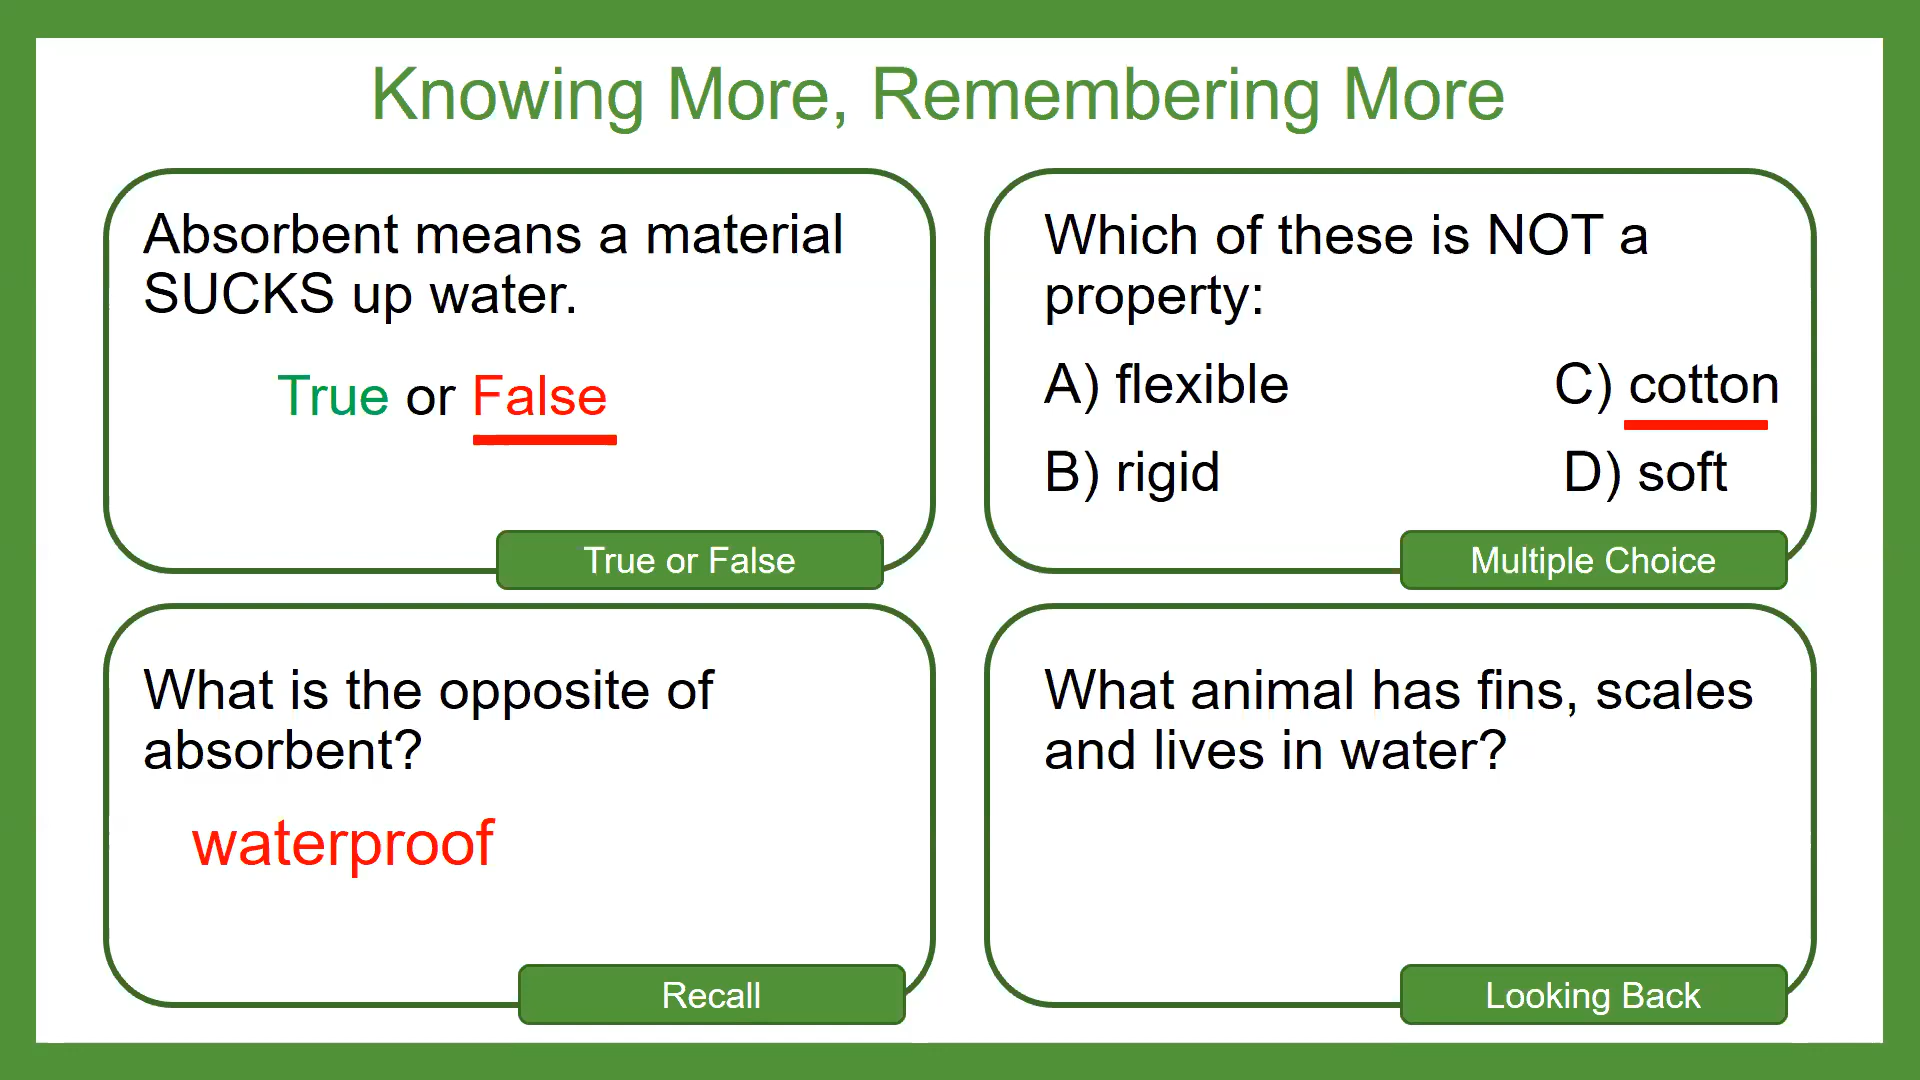 Knowing More, Remembering More
Absorbent means a material
SUCKS up water.
True or False
True or False
Which of these is NOT a
property:
A) flexible
C) cotton
B) rigid
D) soft
Multiple Choice
What is the opposite of
absorbent?
waterproof
Recall
What animal has fins, scales
and lives in water?
Looking Back